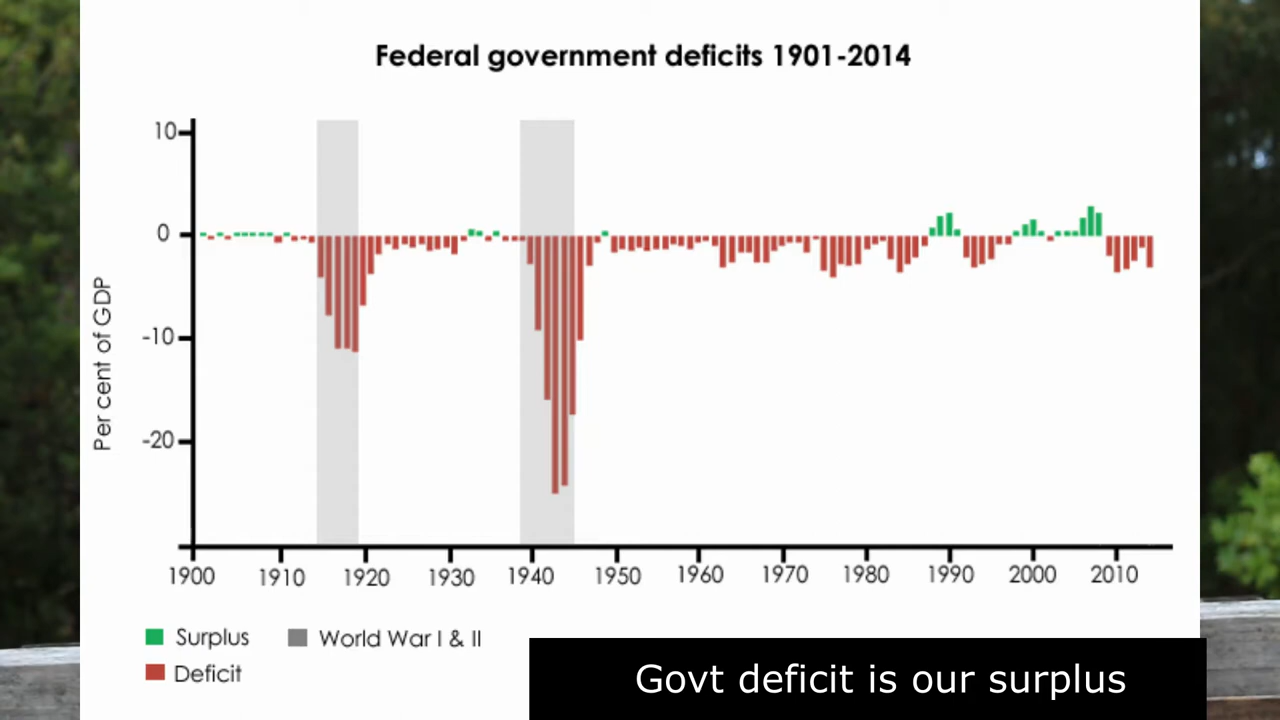 Federal government deficits 1901-2014
10
0
-10
-20
Per cent of GDP
1900 1910 1920 1930 1940 1950 1960 1970 1980 1990 2000 2010
Surplus World War I & II
Deficit
Govt deficit is our surplus